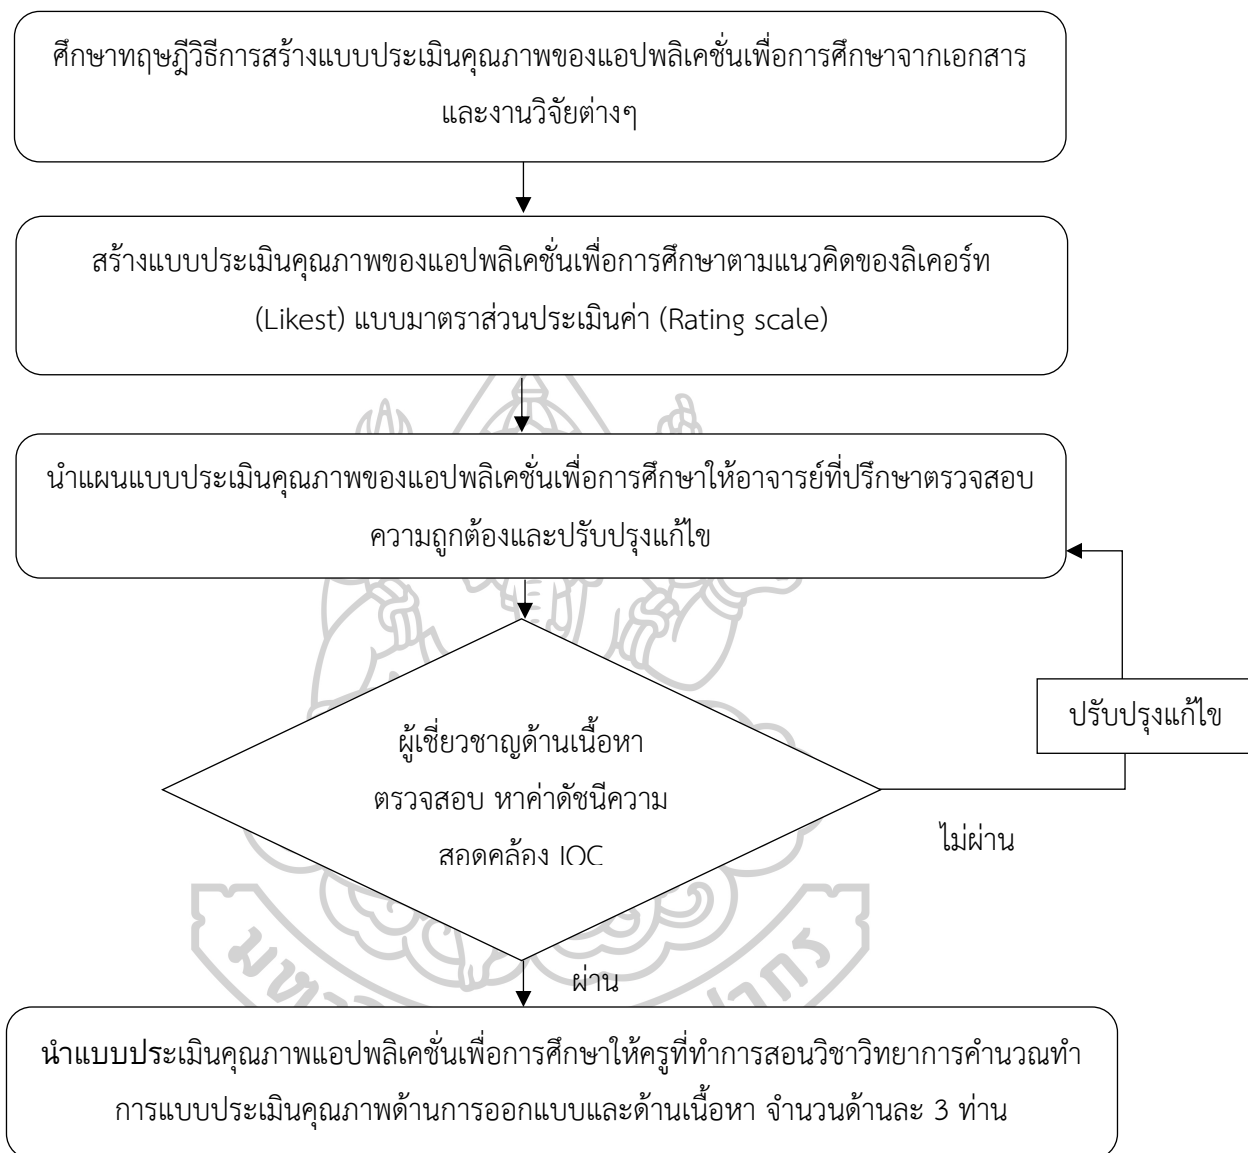 ศึกษาทฤษฎีวิธีการสร้างแบบประเมินคุณภาพของแอปพลิเคชั่นเพื่อการศึกษาจากเอกสาร
และงานวิจัยต่างๆ
สร้างแบบประเมินคุณภาพของแอปพลิเคชั่นเพื่อการศึกษาตามแนวคิดของลิเคอร์ท
(Likest) แบบมาตราส่วนประเมินค่า (Rating scale)
นำแผนแบบประเมินคุณภาพของแอปพลิเคชั่นเพื่อการศึกษาให้อาจารย์ที่ปรึกษาตรวจสอบ
ความถูกต้องและปรับปรุงแก้ไข
ปรับปรุงแก้ไข
ผู้เชี่ยวชาญด้านเนื้อหา
ตรวจสอบ หาค่าดัชนีความ
สอดคล้อง IOC
ไม่ผ่าน
ผ่าน
นำแบบประเมินคุณภาพแอปพลิเคชั่นเพื่อการศึกษาให้ครูที่ทำการสอนวิชาวิทยาการคำนวณทำ
การแบบประเมินคุณภาพด้านการออกแบบและด้านเนื้อหา จำนวนด้านละ 3 ท่าน